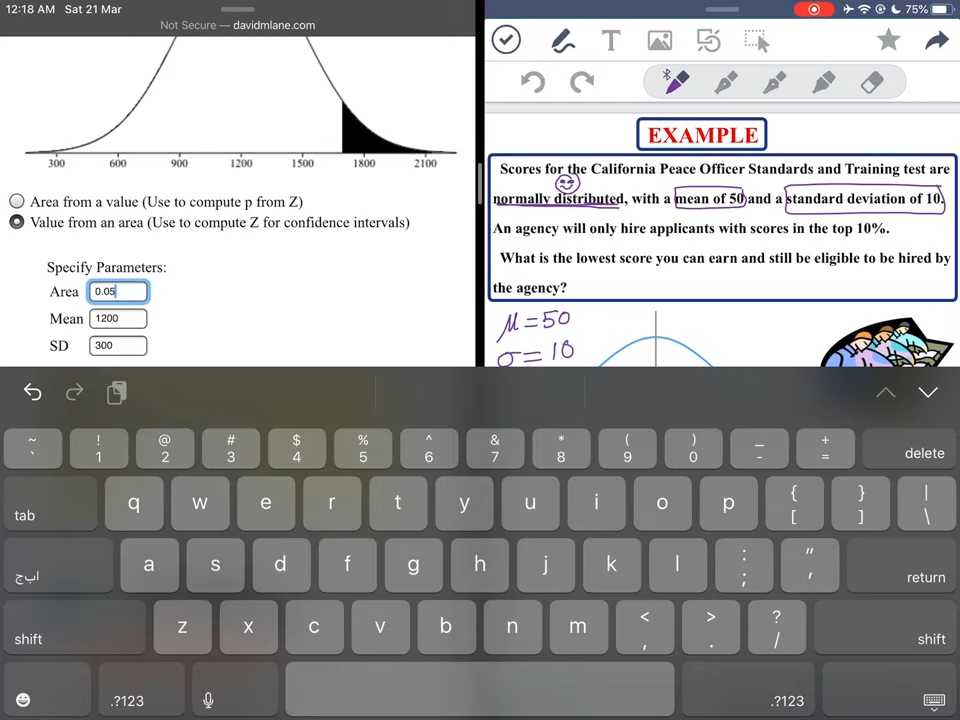 12:18 AM Sat 21 Mar
75%
Not Secure — davidmlane.com
300 600 900 1200 1500 1800 2100
Area from a value (Use to compute p from Z)
Value from an area (Use to compute Z for confidence intervals)
Specify Parameters:
Area 0.05
Mean 1200
SD 300
T
EXAMPLE
Scores for the California Peace Officer Standards and Training test are
normally distributed, with a mean of 50 and a standard deviation of 10.
An agency will only hire applicants with scores in the top 10%.
What is the lowest score you can earn and still be eligible to be hired by
the agency?
μ = 50
σ = 10
~ ! @ # $ % ^ & * ( ) _ +
` 1 2 3 4 5 6 7 8 9 0 - = delete
tab q w e r t y u i o p { [ } ] | \
أب‌ج a s d f g h j k l : ; " ' return
shift z x c v b n m < , > . ? / shift
.?123 .?123